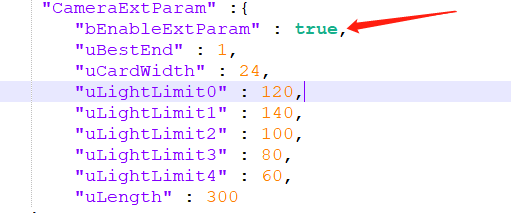 "CameraExtParam" :{
"bEnableExtParam" : true,
"uBestEnd" : 1,
"uCardWidth" : 24,
"uLightLimit0" : 120,
"uLightLimit1" : 140,
"uLightLimit2" : 100,
"uLightLimit3" : 80,
"uLightLimit4" : 60,
"uLength" : 300